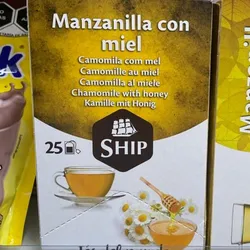 Manzanilla con
miel
Camomila com mel
Camomille au miel
Camomilla al miele
Chamomile with honey
Kamille mit Honig
25
SHIP